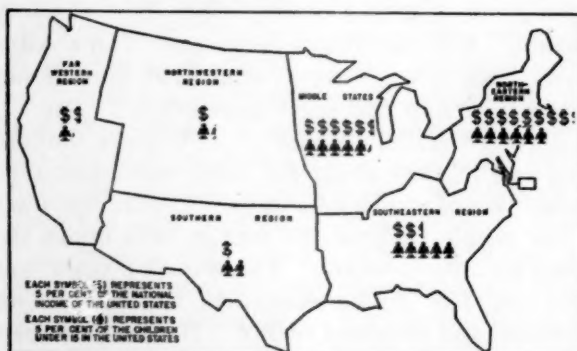 FAR
WESTERN
REGION
NORTHWESTERN
REGION
MIDDLE STATES
NORTH-
EASTERN
REGION
$ $
$
$ $ $ $ $ $
$ $ $ $ $ $ $ $ $
SOUTHERN REGION
$
SOUTHEASTERN REGION
$ $ $
EACH SYMBOL ($) REPRESENTS
5 PER CENT OF THE NATIONAL
INCOME OF THE UNITED STATES
EACH SYMBOL (♣) REPRESENTS
5 PER CENT OF THE CHILDREN
UNDER 15 IN THE UNITED STATES